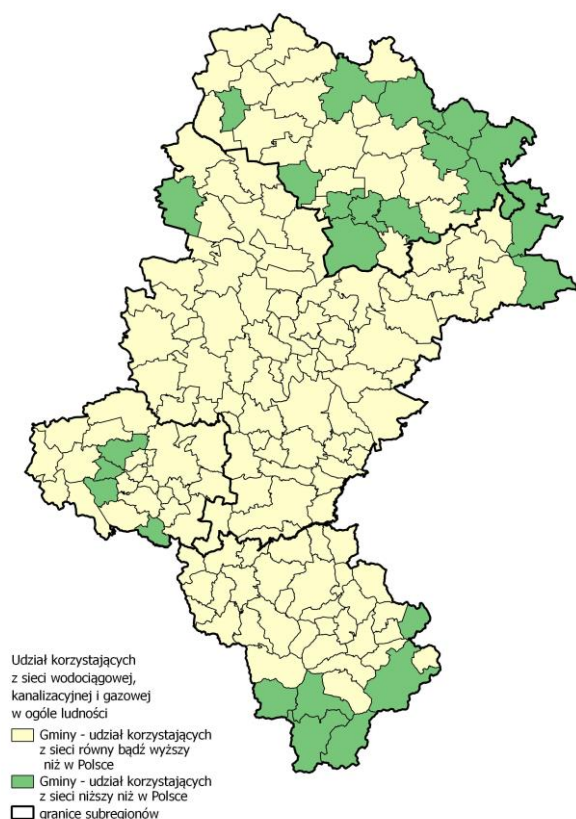 Udział korzystających
z sieci wodociągowej,
kanalizacyjnej i gazowej
w ogóle ludności
Gminy - udział korzystających
z sieci równy bądź wyższy
niż w Polsce
Gminy - udział korzystających
z sieci niższy niż w Polsce
granice subregionów